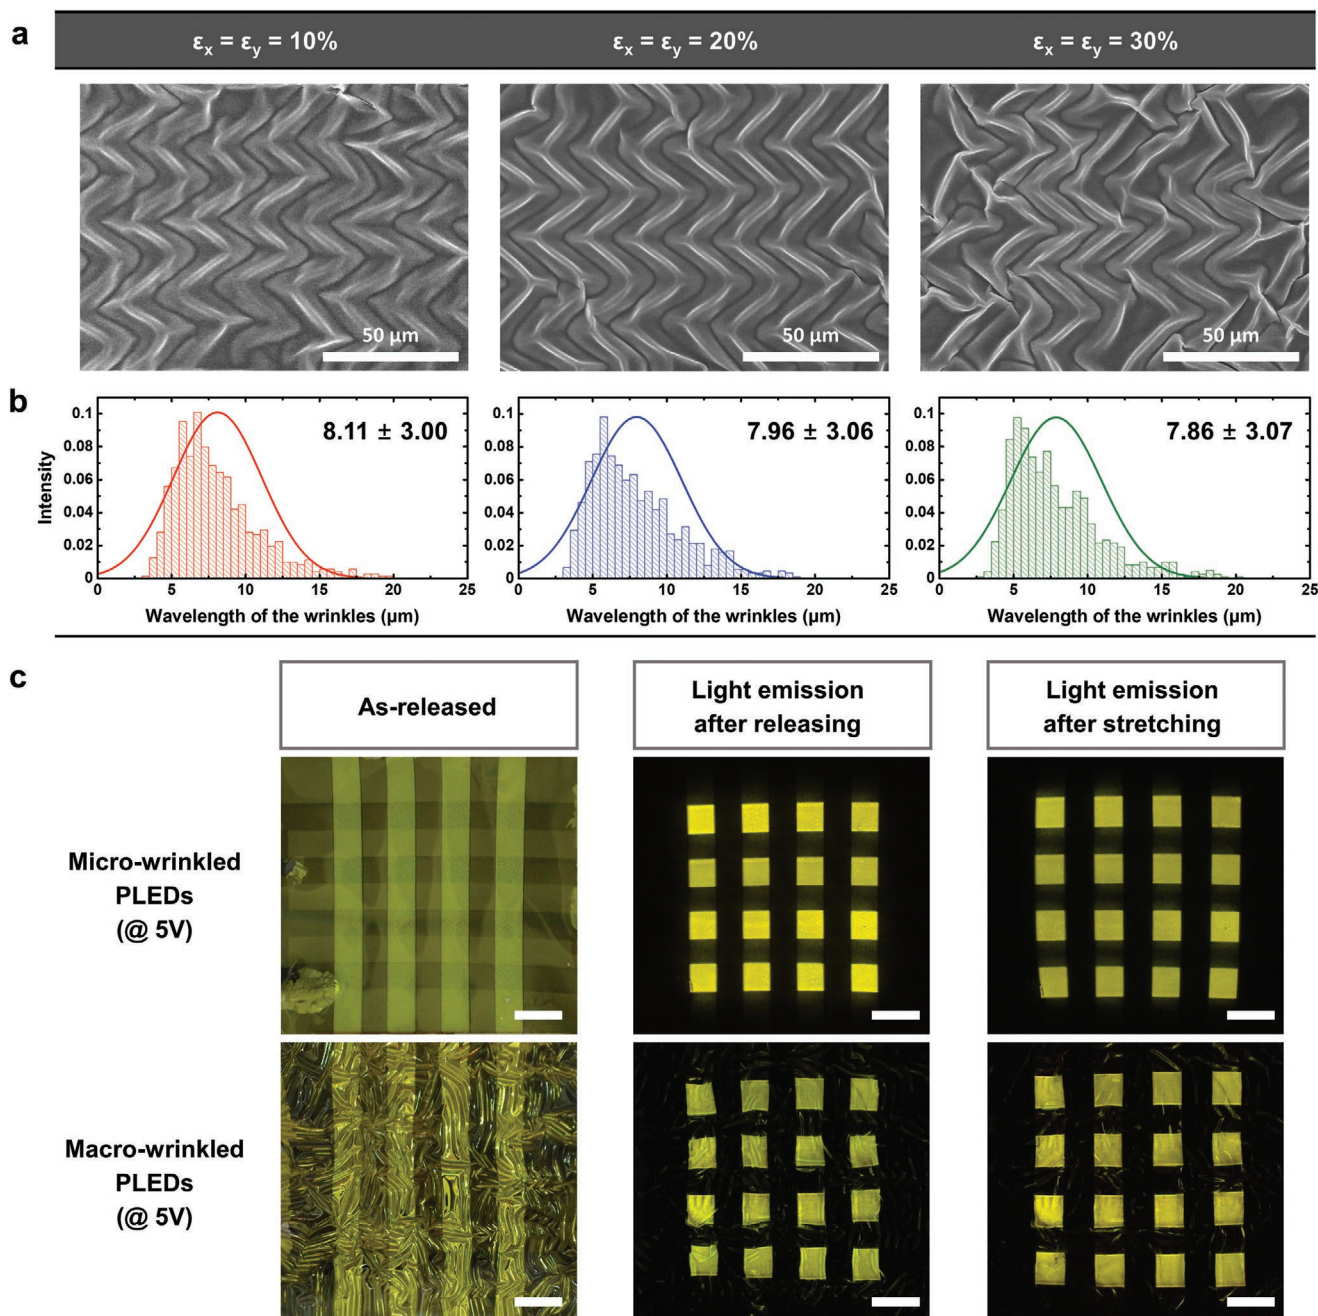 a
εx = εy = 10%
εx = εy = 20%
εx = εy = 30%
50 μm
50 μm
50 μm
b
Intensity
0.1
0.08
0.06
0.04
0.02
0
0 5 10 15 20 25
8.11 ± 3.00
Wavelength of the wrinkles (μm)
0.1
0.08
0.06
0.04
0.02
0
0 5 10 15 20 25
7.96 ± 3.06
Wavelength of the wrinkles (μm)
0.1
0.08
0.06
0.04
0.02
0
0 5 10 15 20 25
7.86 ± 3.07
Wavelength of the wrinkles (μm)
c
As-released
Light emission
after releasing
Light emission
after stretching
Micro-wrinkled
PLEDs
(@ 5V)
Macro-wrinkled
PLEDs
(@ 5V)